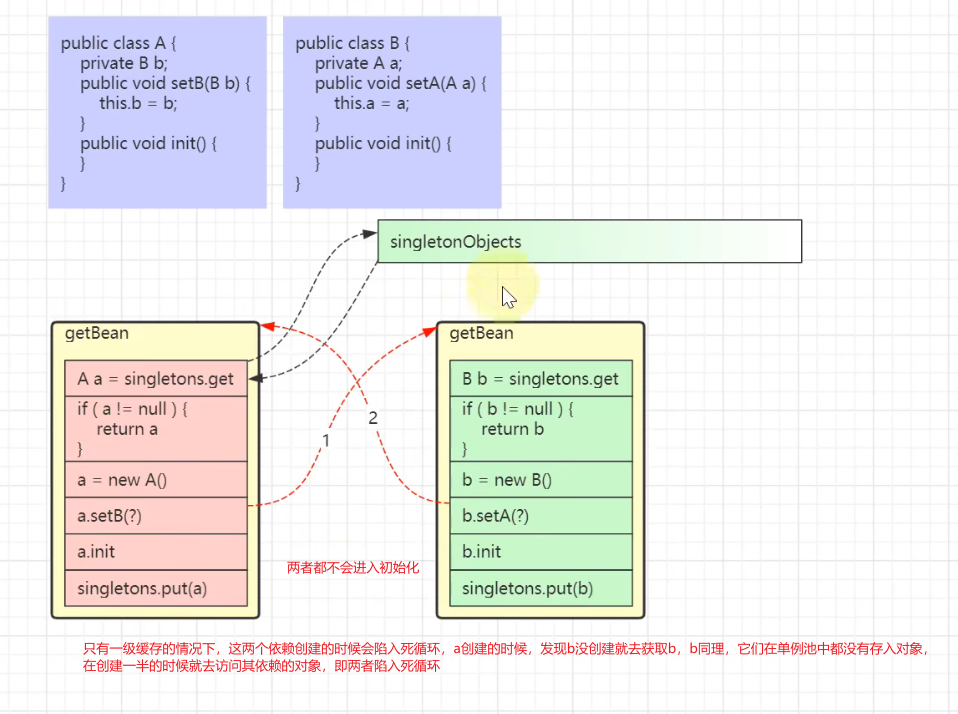 public class A {
private B b;
public void setB(B b) {
this.b = b;
}
public void init() {
}
}
public class B {
private A a;
public void setA(A a) {
this.a = a;
}
public void init() {
}
}
singletonObjects
getBean
A a = singletons.get
if ( a != null ) {
return a
}
a = new A()
a.setB(?)
a.init
singletons.put(a)
1
2
getBean
B b = singletons.get
if ( b != null ) {
return b
}
b = new B()
b.setA(?)
b.init
singletons.put(b)
两者都不会进入初始化
只有一级缓存的情况下，这两个依赖创建的时候会陷入死循环，a创建的时候，发现b没创建就去获取b，b同理，它们在单例池中都没有存入对象，
在创建一半的时候就去访问其依赖的对象，即两者陷入死循环